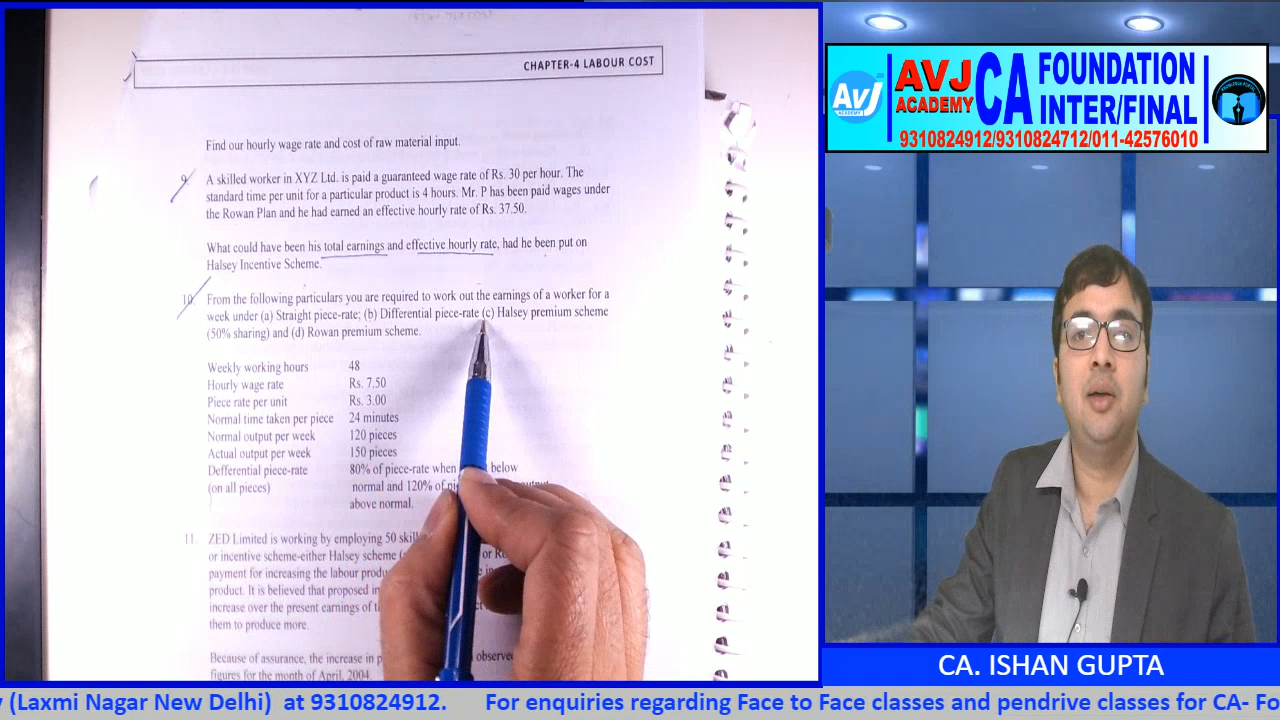 CHAPTER-4 LABOUR COST
Find our hourly wage rate and cost of raw material input.
9. A skilled worker in XYZ Ltd. is paid a guaranteed wage rate of Rs. 30 per hour. The
standard time per unit for a particular product is 4 hours. Mr. P has been paid wages under
the Rowan Plan and he had earned an effective hourly rate of Rs. 37.50.
What could have been his total earnings and effective hourly rate, had he been put on
Halsey Incentive Scheme.
10. From the following particulars you are required to work out the earnings of a worker for a
week under (a) Straight piece-rate; (b) Differential piece-rate (c) Halsey premium scheme
(50% sharing) and (d) Rowan premium scheme.
Weekly working hours 48
Hourly wage rate Rs. 7.50
Piece rate per unit Rs. 3.00
Normal time taken per piece 24 minutes
Normal output per week 120 pieces
Actual output per week 150 pieces
Defferential piece-rate 80% of piece-rate when below
(on all pieces) normal and 120% of output
above normal.
11. ZED Limited is working by employing 50
or incentive scheme-either Halsey scheme or
payment for increasing the labour
product. It is believed that proposed
increase over the present earnings of
them to produce more.
Because of assurance, the increase in observed
figures for the month of April, 2004.
AVJ
ACADEMY
AVJ
ACADEMY
CA
FOUNDATION
INTER/FINAL
9310824912/9310824712/011-42576010
CA. ISHAN GUPTA
(Laxmi Nagar New Delhi) at 9310824912. For enquiries regarding Face to Face classes and pendrive classes for CA- Fo